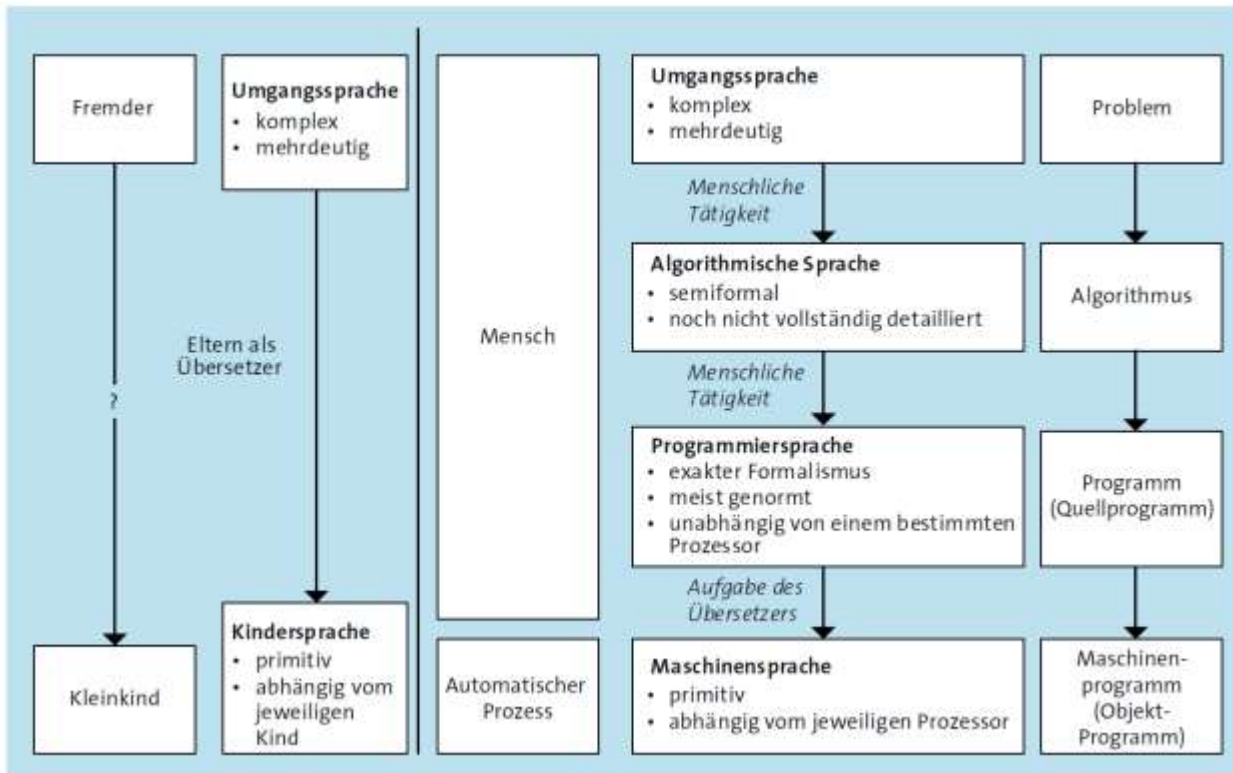 Fremder
Umgangssprache
• komplex
• mehrdeutig
?
Eltern als
Übersetzer
Kleinkind
Kindersprache
• primitiv
• abhängig vom
jeweiligen
Kind
Mensch
Automatischer
Prozess
Umgangssprache
• komplex
• mehrdeutig
Menschliche
Tätigkeit
Algorithmische Sprache
• semiformal
• noch nicht vollständig detailliert
Menschliche
Tätigkeit
Programmiersprache
• exakter Formalismus
• meist genormt
• unabhängig von einem bestimmten
Prozessor
Aufgabe des
Übersetzers
Maschinensprache
• primitiv
• abhängig vom jeweiligen Prozessor
Problem
Algorithmus
Programm
(Quellprogramm)
Maschinen-
programm
(Objekt-
Programm)